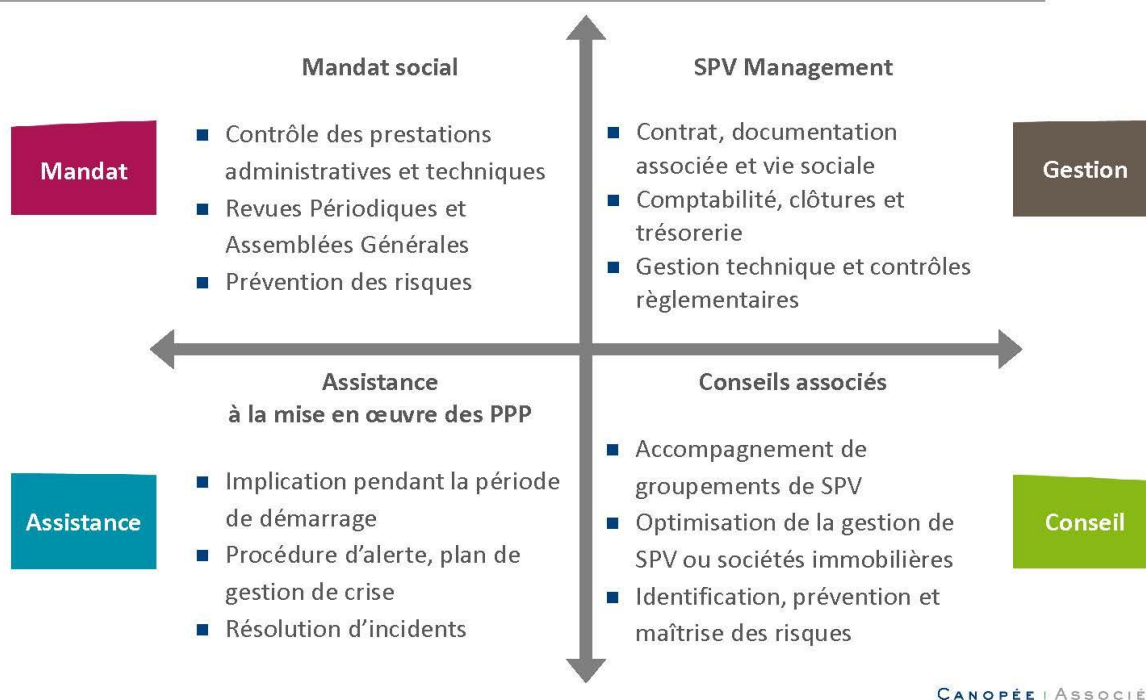 Mandat social
Mandat
Contrôle des prestations
administratives et techniques
Revues Périodiques et
Assemblées Générales
Prévention des risques
SPV Management
Contrat, documentation
associée et vie sociale
Comptabilité, clôtures et
trésorerie
Gestion technique et contrôles
règlementaires
Gestion
Assistance
à la mise en œuvre des PPP
Assistance
Implication pendant la période
de démarrage
Procédure d'alerte, plan de
gestion de crise
Résolution d'incidents
Conseils associés
Accompagnement de
groupements de SPV
Optimisation de la gestion de
SPV ou sociétés immobilières
Identification, prévention et
maîtrise des risques
Conseil
CANOPÉE | ASSOCIÉ